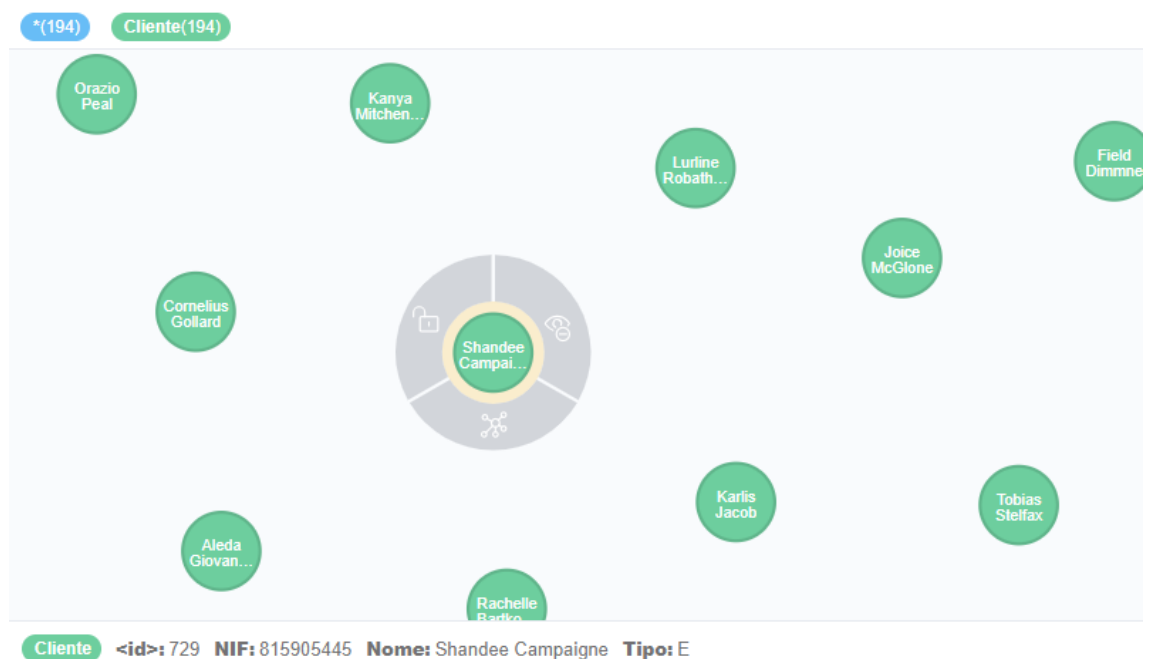 *(194) Cliente(194)
Orazio
Peal
Kanya
Mitchen...
Lurline
Robath...
Field
Dimmne
Joice
McGlone
Cornelius
Gollard
Shandee
Campai...
Karlis
Jacob
Tobias
Stelfax
Aleda
Giovan...
Rachelle
Bartko...
Cliente <id>: 729 NIF: 815905445 Nome: Shandee Campaigne Tipo: E